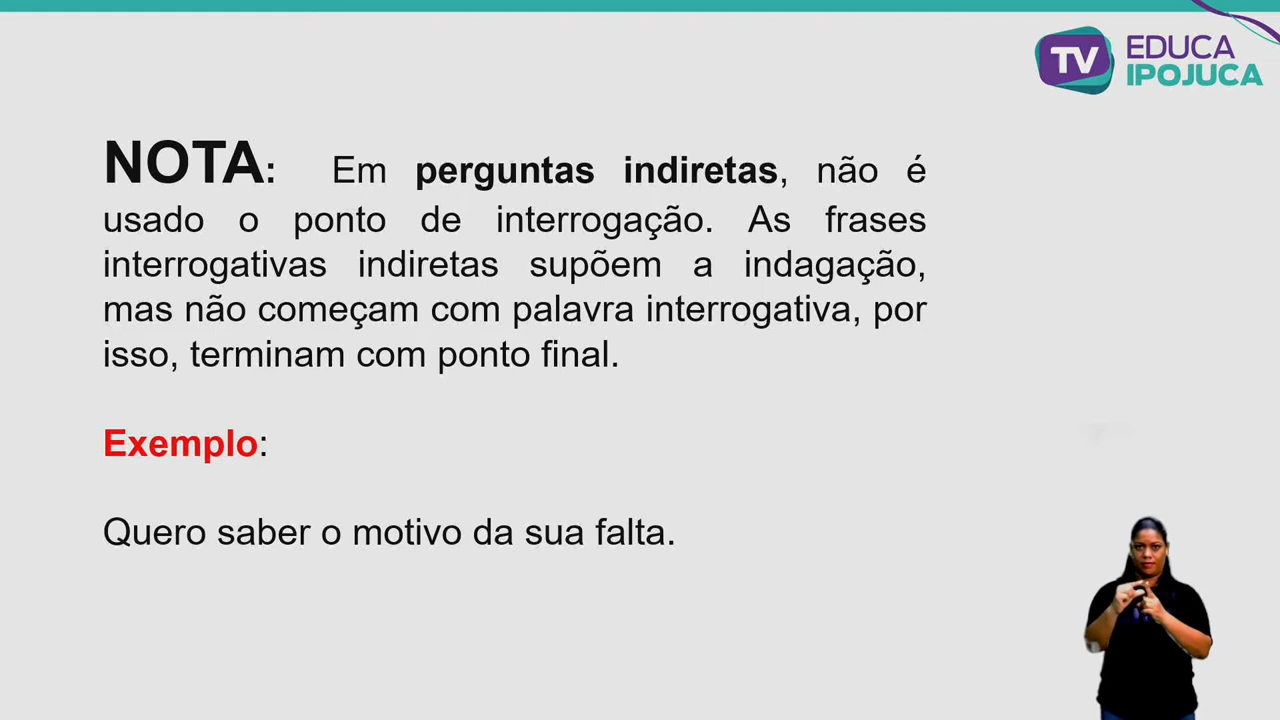 TV EDUCA
IPOJUCA
NOTA: Em perguntas indiretas, não é
usado o ponto de interrogação. As frases
interrogativas indiretas supõem a indagação,
mas não começam com palavra interrogativa, por
isso, terminam com ponto final.
Exemplo:
Quero saber o motivo da sua falta.